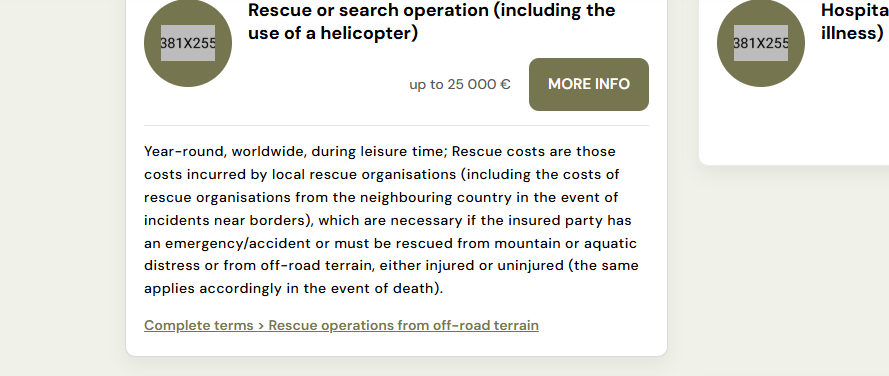 Rescue or search operation (including the
use of a helicopter)
381X255
up to 25 000 €
MORE INFO
Year-round, worldwide, during leisure time; Rescue costs are those
costs incurred by local rescue organisations (including the costs of
rescue organisations from the neighbouring country in the event of
incidents near borders), which are necessary if the insured party has
an emergency/accident or must be rescued from mountain or aquatic
distress or from off-road terrain, either injured or uninjured (the same
applies accordingly in the event of death).
Complete terms > Rescue operations from off-road terrain
381X255
Hospita
illness)